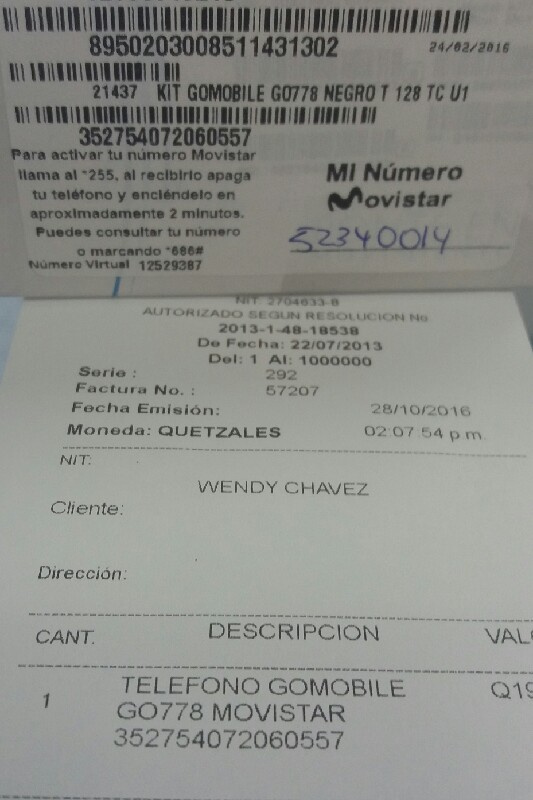 8950203008511431302
24/02/2016
21437 KIT GOMOBILE GO778 NEGRO T 128 TC U1
352754072060557
Para activar tu número Movistar
llama al *255, al recibirlo apaga
tu teléfono y enciéndelo en
aproximadamente 2 minutos.
Puedes consultar tu número
o marcando *686#
Número Virtual 12529387
Mi Número
Movistar
52340014
NIT: 2704633-8
AUTORIZADO SEGUN RESOLUCION No
2013-1-48-18538
De Fecha: 22/07/2013
Del: 1 Al: 1000000
Serie : 292
Factura No. : 57207
Fecha Emisión: 28/10/2016
Moneda: QUETZALES 02:07:54 p.m.
NIT:
WENDY CHAVEZ
Cliente:
Dirección:
CANT. DESCRIPCION VAL
1 TELEFONO GOMOBILE Q19
GO778 MOVISTAR
352754072060557